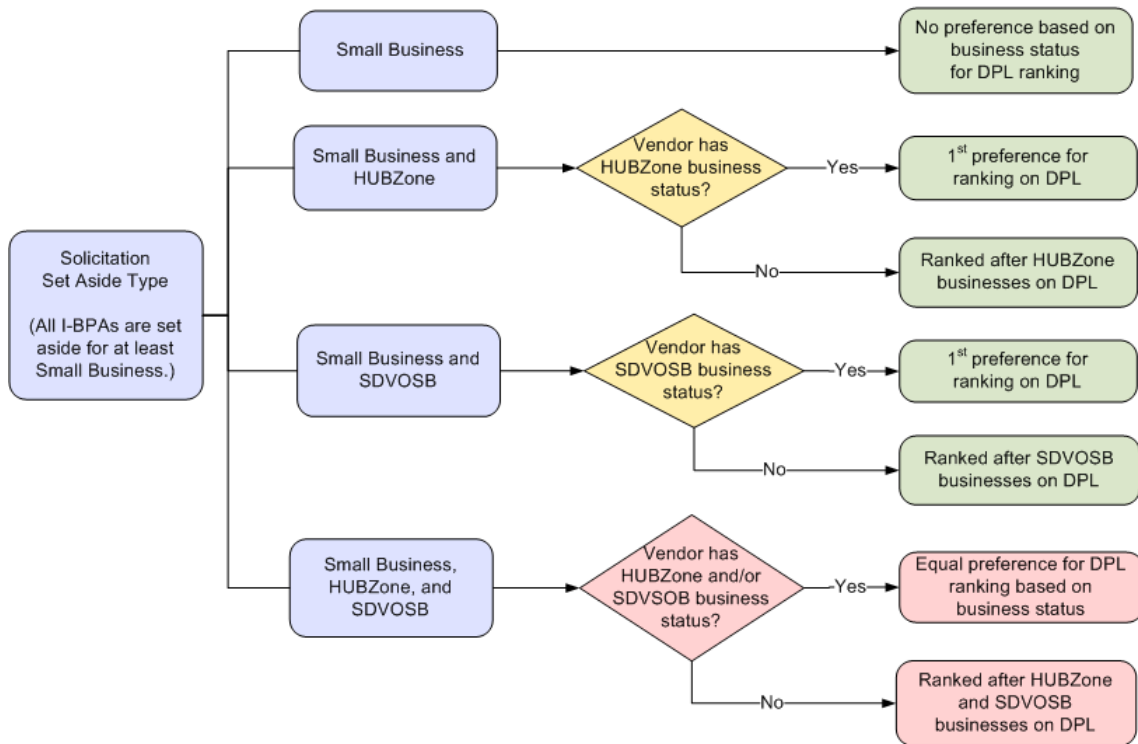 Small Business
No preference based on
business status
for DPL ranking
Small Business and
HUBZone
Vendor has
HUBZone business
status?
Yes
1st preference for
ranking on DPL
No
Ranked after HUBZone
businesses on DPL
Solicitation
Set Aside Type
(All I-BPAs are set
aside for at least
Small Business.)
Small Business and
SDVOSB
Vendor has
SDVOSB business
status?
Yes
1st preference for
ranking on DPL
No
Ranked after SDVOSB
businesses on DPL
Small Business,
HUBZone, and
SDVOSB
Vendor has
HUBZone and/or
SDVSOB business
status?
Yes
Equal preference for DPL
ranking based on
business status
No
Ranked after HUBZone
and SDVOSB
businesses on DPL